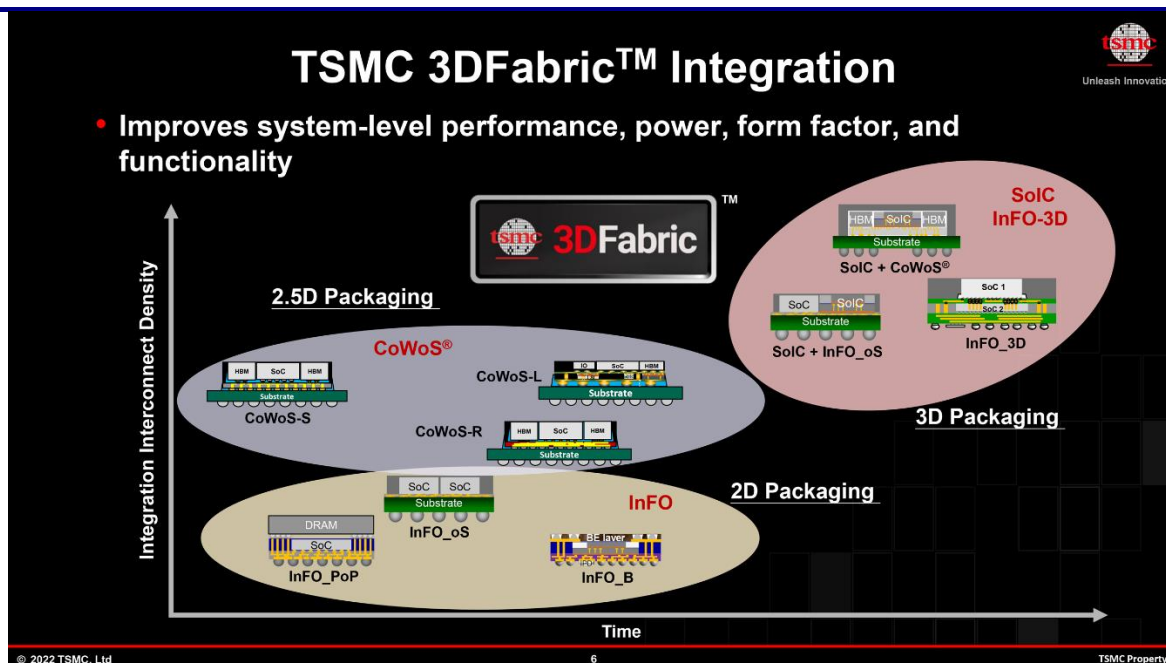 TSMC 3DFabric™ Integration
tsmc
Unleash Innovation
• Improves system-level performance, power, form factor, and
functionality
tsmc 3DFabric
TM
SoIC
InFO-3D
HBM SoIC HBM
Substrate
SoIC + CoWoS®
SoC SoIC
Substrate
SoIC + InFO_oS
SoC 1
SoC 2
InFO_3D
3D Packaging
2.5D Packaging
CoWoS®
HBM SoC HBM
Substrate
CoWoS-S
CoWoS-L
IO SoC HBM
Substrate
CoWoS-R
HBM SoC HBM
Substrate
2D Packaging
InFO
SoC SoC
Substrate
InFO_oS
DRAM
SoC
InFO_PoP
BE layer
InFO_B
Integration Interconnect Density
Time
© 2022 TSMC, Ltd
6
TSMC Property